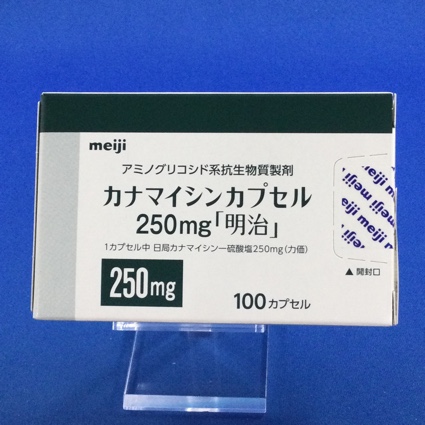 meiji
アミノグリコシド系抗生物質製剤
カナマイシンカプセル
250mg「明治」
1カプセル中 日局カナマイシン一硫酸塩250mg(力価)
250mg
100カプセル
▲開封口
meiji meiji
meiji meiji